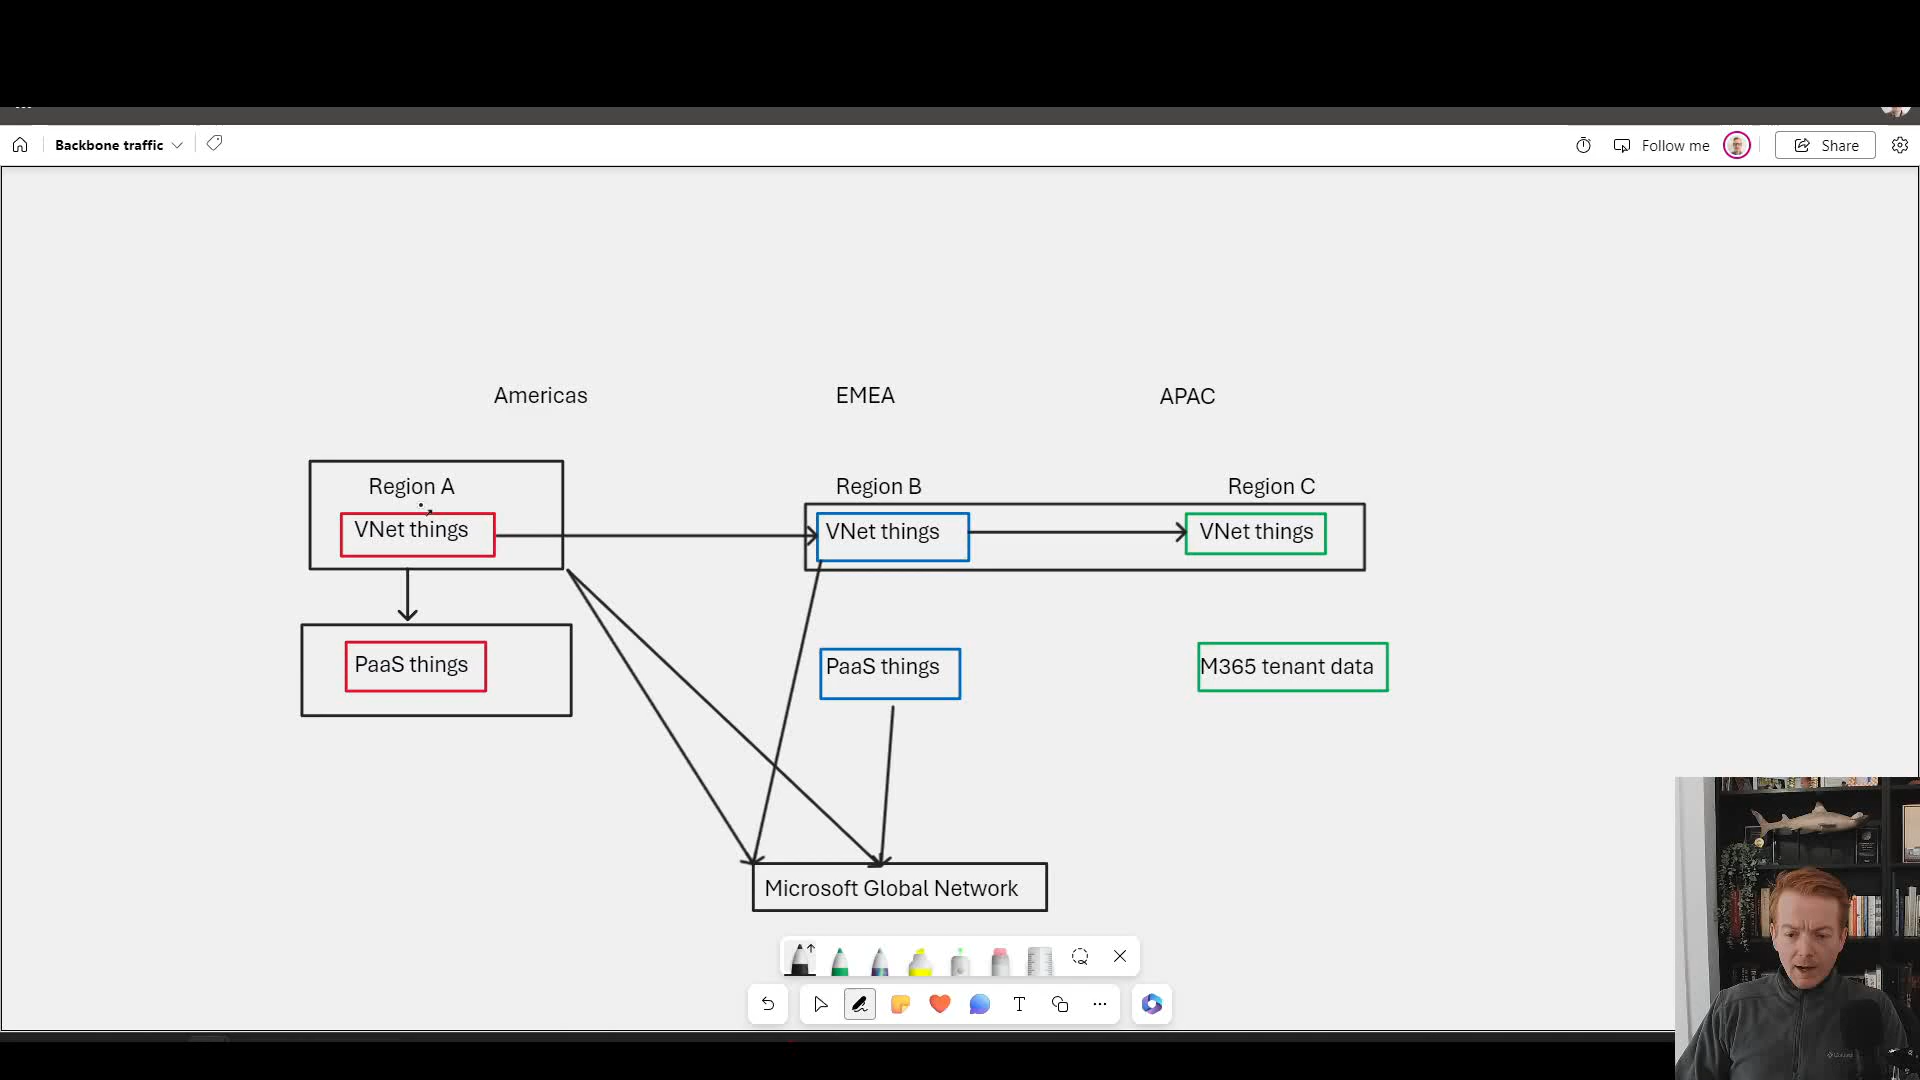 Backbone traffic
Follow me
Share
Americas
EMEA
APAC
Region A
Region B
Region C
VNet things
VNet things
VNet things
PaaS things
PaaS things
M365 tenant data
Microsoft Global Network
T